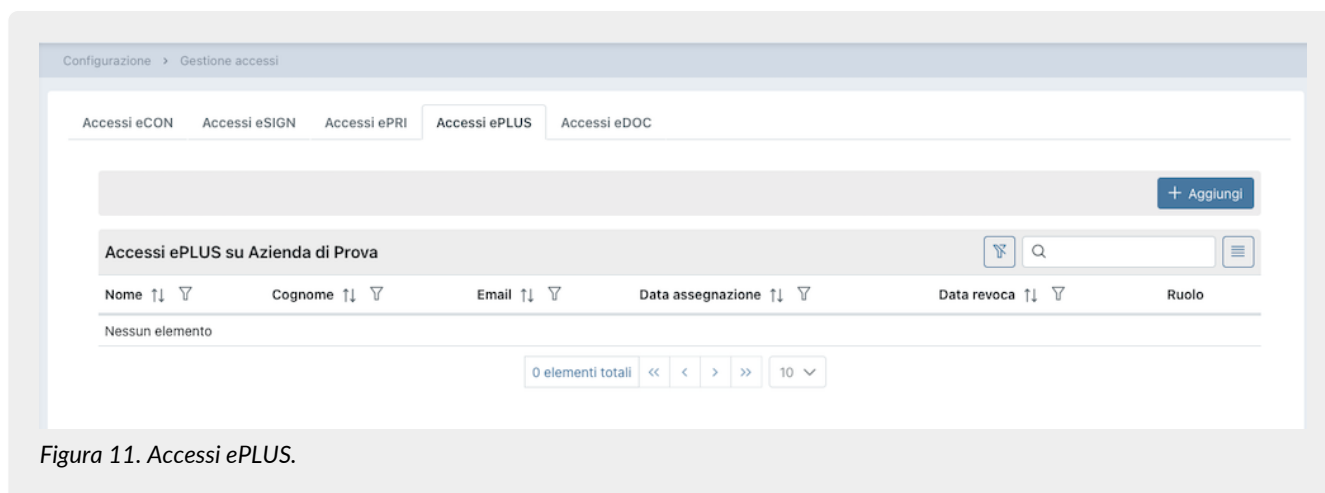 Configurazione > Gestione accessi
Accessi eCON Accessi eSIGN Accessi ePRI Accessi ePLUS Accessi eDOC
+ Aggiungi
Accessi ePLUS su Azienda di Prova
Nome Cognome Email Data assegnazione Data revoca Ruolo
Nessun elemento
0 elementi totali << < > >> 10
Figura 11. Accessi ePLUS.